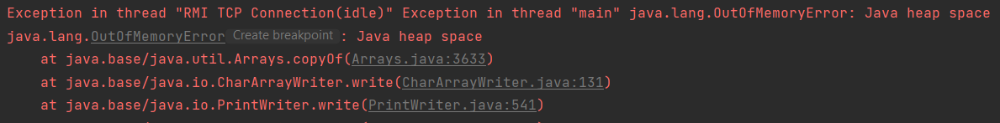 Exception in thread "RMI TCP Connection(idle)" Exception in thread "main" java.lang.OutOfMemoryError: Java heap space
java.lang.OutOfMemoryError Create breakpoint : Java heap space
at java.base/java.util.Arrays.copyOf(Arrays.java:3633)
at java.base/java.io.CharArrayWriter.write(CharArrayWriter.java:131)
at java.base/java.io.PrintWriter.write(PrintWriter.java:541)